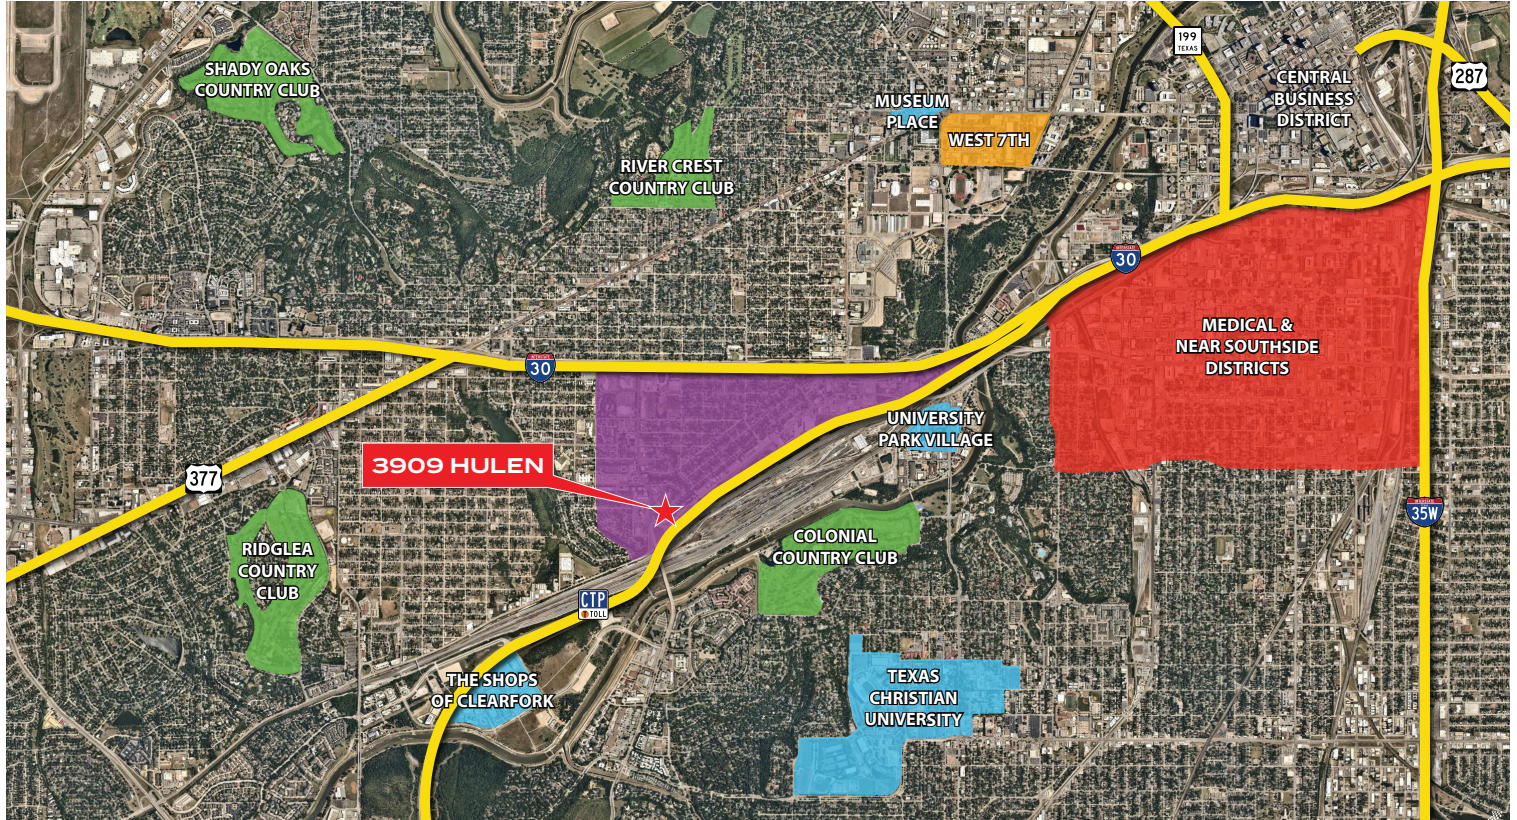 199
TEXAS
287
SHADY OAKS
COUNTRY CLUB
CENTRAL
BUSINESS
DISTRICT
MUSEUM
PLACE
WEST 7TH
RIVER CREST
COUNTRY CLUB
30
MEDICAL &
NEAR SOUTHSIDE
DISTRICTS
30
UNIVERSITY
PARK VILLAGE
3909 HULEN
377
35W
COLONIAL
COUNTRY CLUB
RIDGLEA
COUNTRY
CLUB
CTP
TOLL
THE SHOPS
OF CLEARFORK
TEXAS
CHRISTIAN
UNIVERSITY